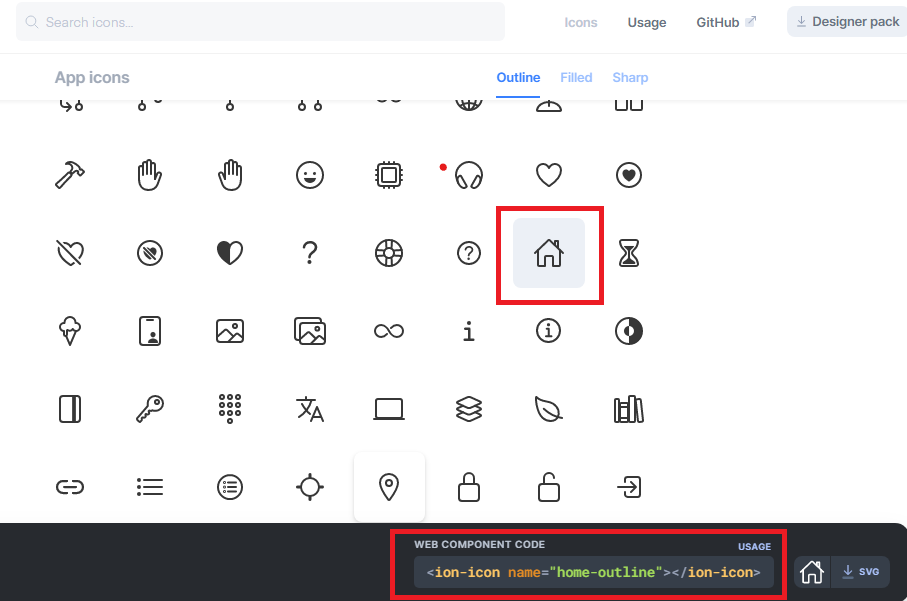 Search icons...
Icons
Usage
GitHub
Designer pack
App icons
Outline
Filled
Sharp
WEB COMPONENT CODE
USAGE
<ion-icon name="home-outline"></ion-icon>
SVG